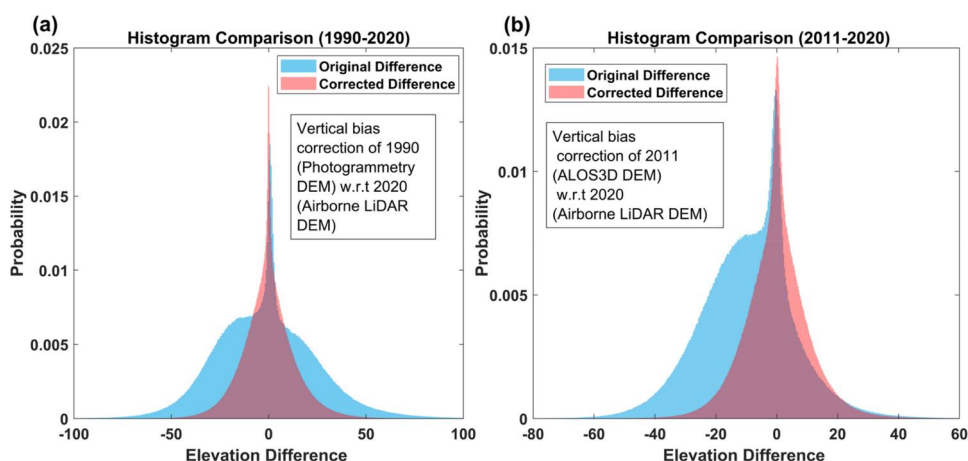 (a)
Histogram Comparison (1990-2020)
0.025
0.02
0.015
0.01
0.005
0
Probability
Original Difference
Corrected Difference
Vertical bias
correction of 1990
(Photogrammetry
DEM) w.r.t 2020
(Airborne LiDAR
DEM)
-100
-50
0
50
100
Elevation Difference
(b)
Histogram Comparison (2011-2020)
0.015
0.01
0.005
0
Probability
Original Difference
Corrected Difference
Vertical bias
correction of 2011
(ALOS3D DEM)
w.r.t 2020
(Airborne LiDAR DEM)
-80
-60
-40
-20
0
20
40
60
Elevation Difference